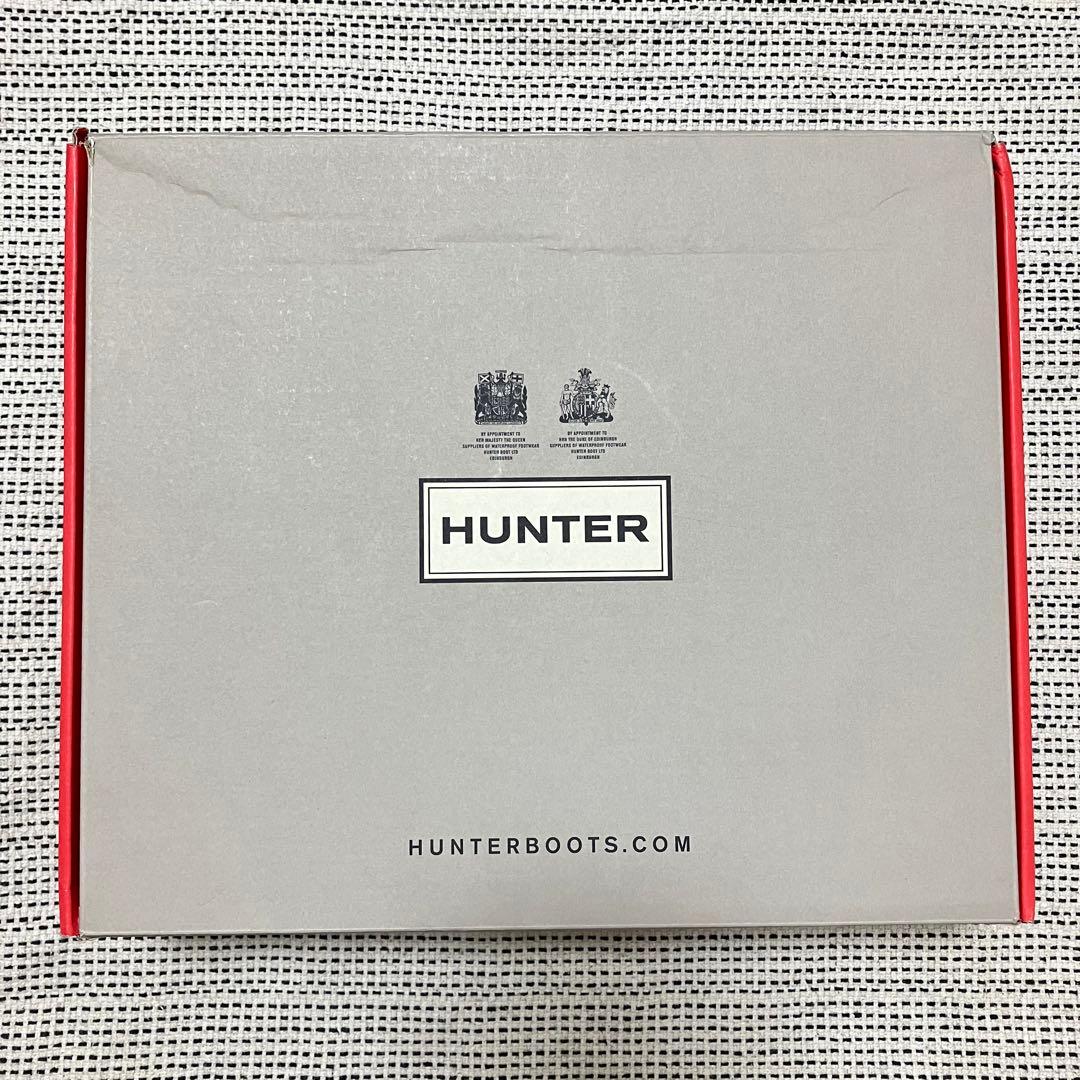 BY APPOINTMENT TO
HER MAJESTY THE QUEEN
SUPPLIERS OF WATERPROOF FOOTWEAR
HUNTER BOOT LTD
EDINBURGH
BY APPOINTMENT TO
HRH THE DUKE OF EDINBURGH
SUPPLIERS OF WATERPROOF FOOTWEAR
HUNTER BOOT LTD
EDINBURGH
HUNTER
HUNTERBOOTS.COM